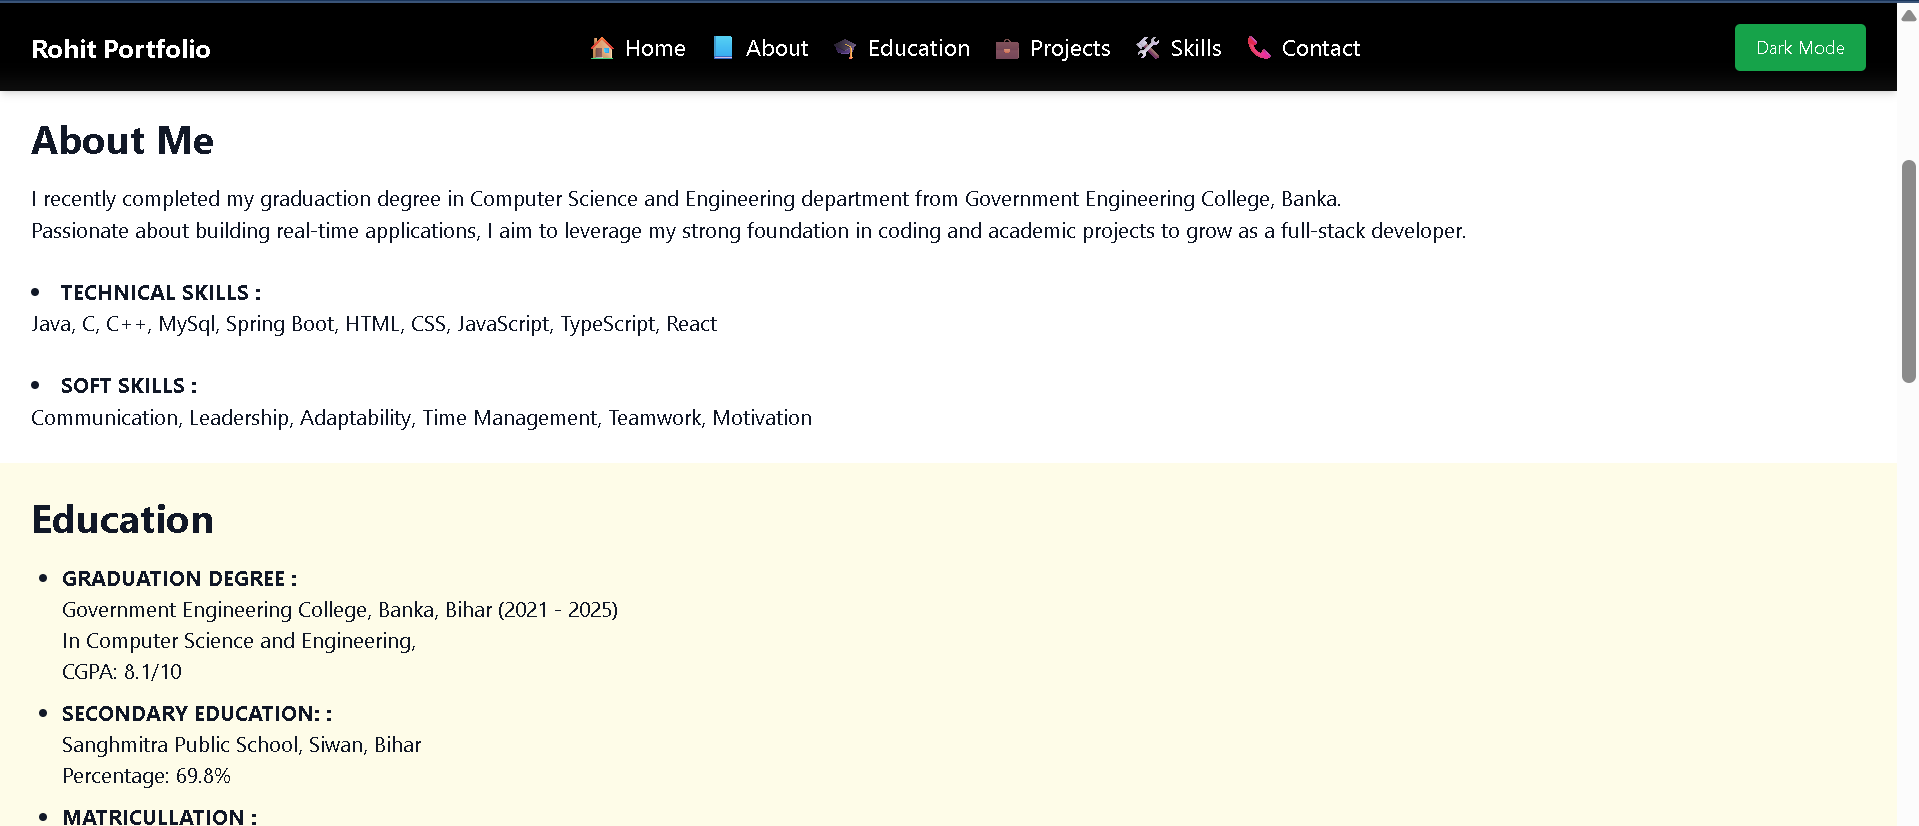 Rohit Portfolio
Home
About
Education
Projects
Skills
Contact
Dark Mode
About Me
I recently completed my graduaction degree in Computer Science and Engineering department from Government Engineering College, Banka.
Passionate about building real-time applications, I aim to leverage my strong foundation in coding and academic projects to grow as a full-stack developer.
• TECHNICAL SKILLS :
Java, C, C++, MySql, Spring Boot, HTML, CSS, JavaScript, TypeScript, React
• SOFT SKILLS :
Communication, Leadership, Adaptability, Time Management, Teamwork, Motivation
Education
• GRADUATION DEGREE :
Government Engineering College, Banka, Bihar (2021 - 2025)
In Computer Science and Engineering,
CGPA: 8.1/10
• SECONDARY EDUCATION: :
Sanghmitra Public School, Siwan, Bihar
Percentage: 69.8%
• MATRICULLATION :